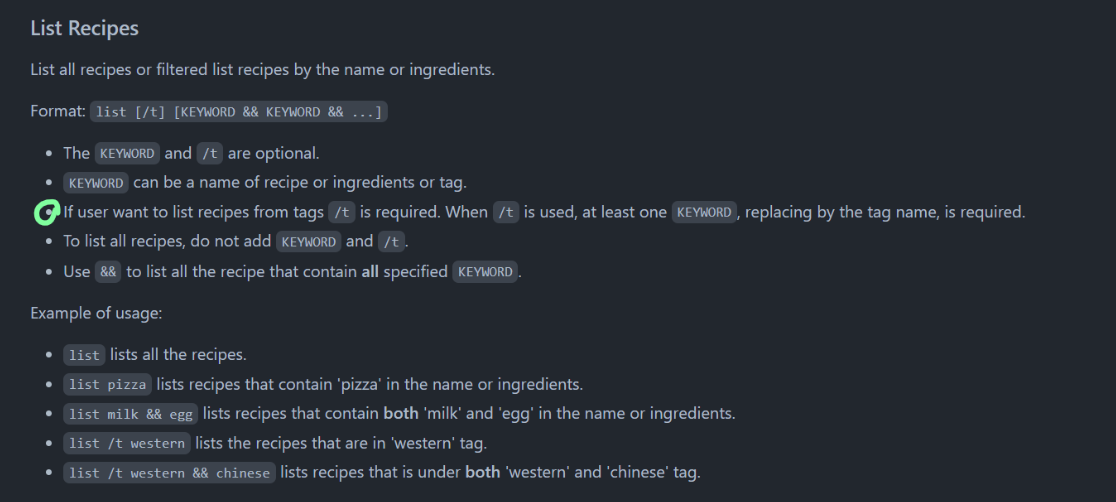 List Recipes
List all recipes or filtered list recipes by the name or ingredients.
Format: list [/t] [KEYWORD && KEYWORD && ...]
The KEYWORD and /t are optional.
KEYWORD can be a name of recipe or ingredients or tag.
If user want to list recipes from tags /t is required. When /t is used, at least one KEYWORD, replacing by the tag name, is required.
To list all recipes, do not add KEYWORD and /t.
Use && to list all the recipe that contain all specified KEYWORD.
Example of usage:
list lists all the recipes.
list pizza lists recipes that contain 'pizza' in the name or ingredients.
list milk && egg lists recipes that contain both 'milk' and 'egg' in the name or ingredients.
list /t western lists the recipes that are in 'western' tag.
list /t western && chinese lists recipes that is under both 'western' and 'chinese' tag.